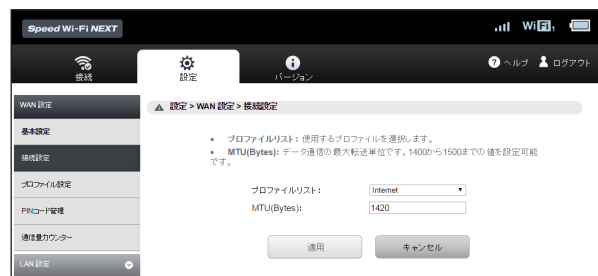 Speed Wi-Fi NEXT
WiFi 1
接続
設定
バージョン
ヘルプ
ログアウト
WAN 設定
設定 > WAN 設定 > 接続設定
基本設定
接続設定
プロファイル設定
PINコード管理
通信量カウンター
LAN 設定
プロファイルリスト: 使用するプロファイルを選択します。
MTU(Bytes): データ通信の最大転送単位です。1400から1500までの値を設定可能
です。
プロファイルリスト: Internet
MTU(Bytes): 1420
適用 キャンセル